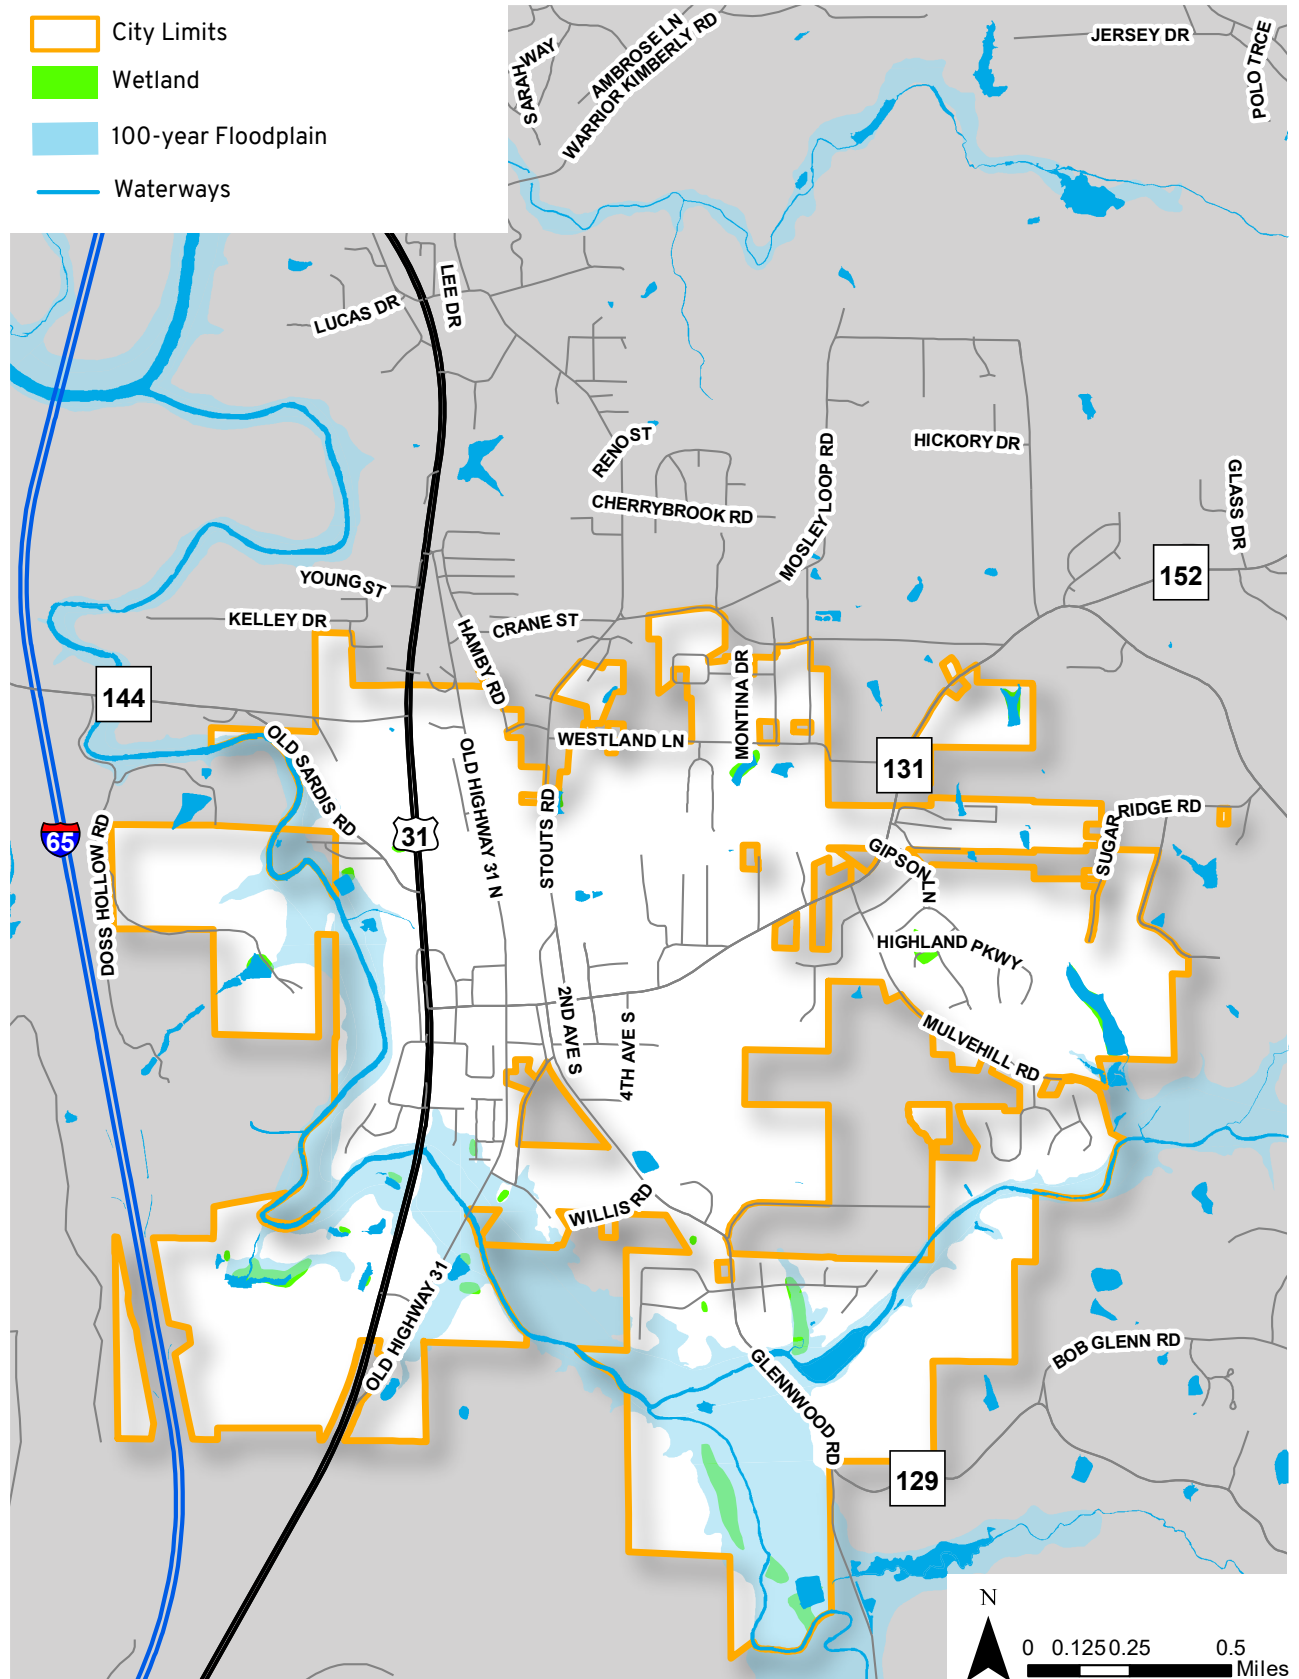 City Limits
Wetland
100-year Floodplain
Waterways
SARAH WAY
AMBROSE LN
WARRIOR KIMBERLY RD
JERSEY DR
POLO TRCE
LUCAS DR
LEE DR
RENO ST
CHERRYBROOK RD
MOSLEY LOOP RD
HICKORY DR
GLASS DR
152
YOUNG ST
KELLEY DR
HAMBY RD
CRANE ST
144
OLD SARDIS RD
WESTLAND LN
MONTINA DR
131
OLD HIGHWAY 31 N
STOUTS RD
SUGAR RIDGE RD
65
31
DOSS HOLLOW RD
GIPSON LN
HIGHLAND PKWY
2ND AVE S
4TH AVE S
MULVEHILL RD
WILLIS RD
OLD HIGHWAY 31
GLENNWOOD RD
BOB GLENN RD
129
N
0 0.125 0.25 0.5
Miles